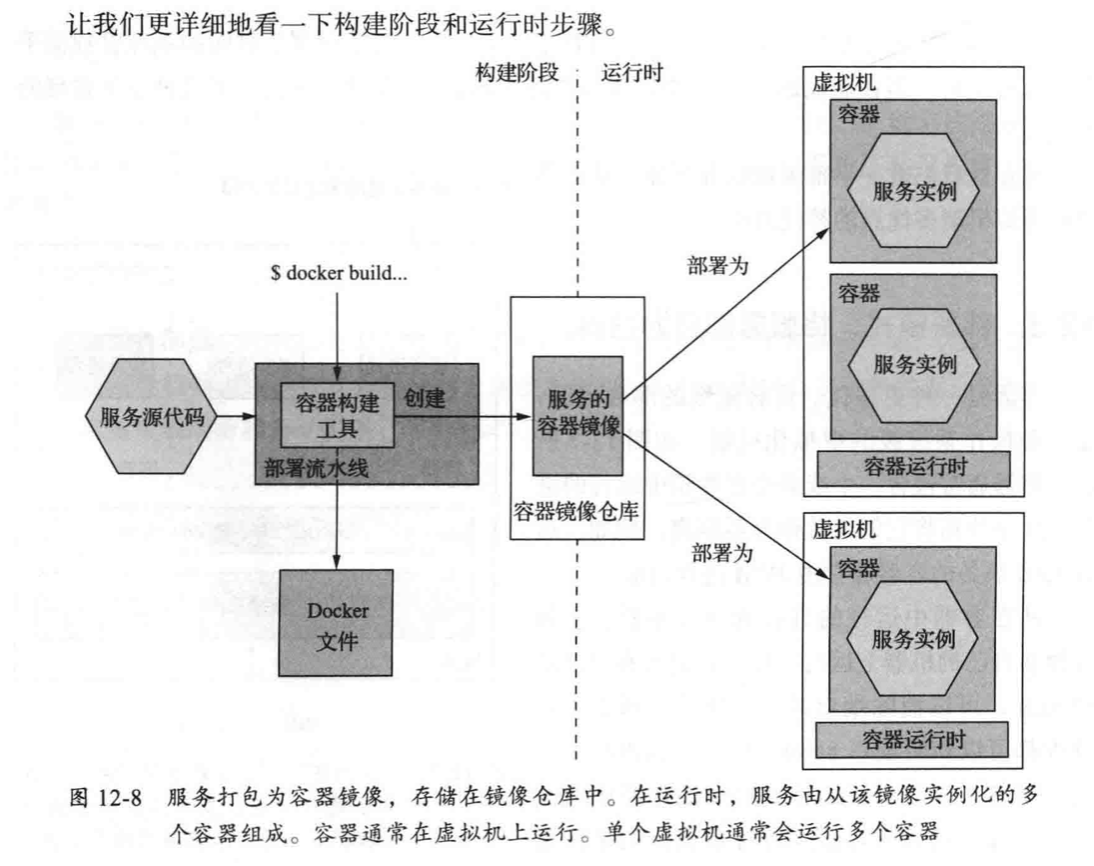 让我们更详细地看一下构建阶段和运行时步骤。
构建阶段
运行时
$ docker build...
服务源代码
容器构建
工具
创建
部署流水线
Docker
文件
服务的
容器镜像
容器镜像仓库
部署为
部署为
虚拟机
容器
服务实例
容器
服务实例
容器运行时
虚拟机
容器
服务实例
容器运行时
图 12-8 服务打包为容器镜像，存储在镜像仓库中。在运行时，服务由从该镜像实例化的多
个容器组成。容器通常在虚拟机上运行。单个虚拟机通常会运行多个容器